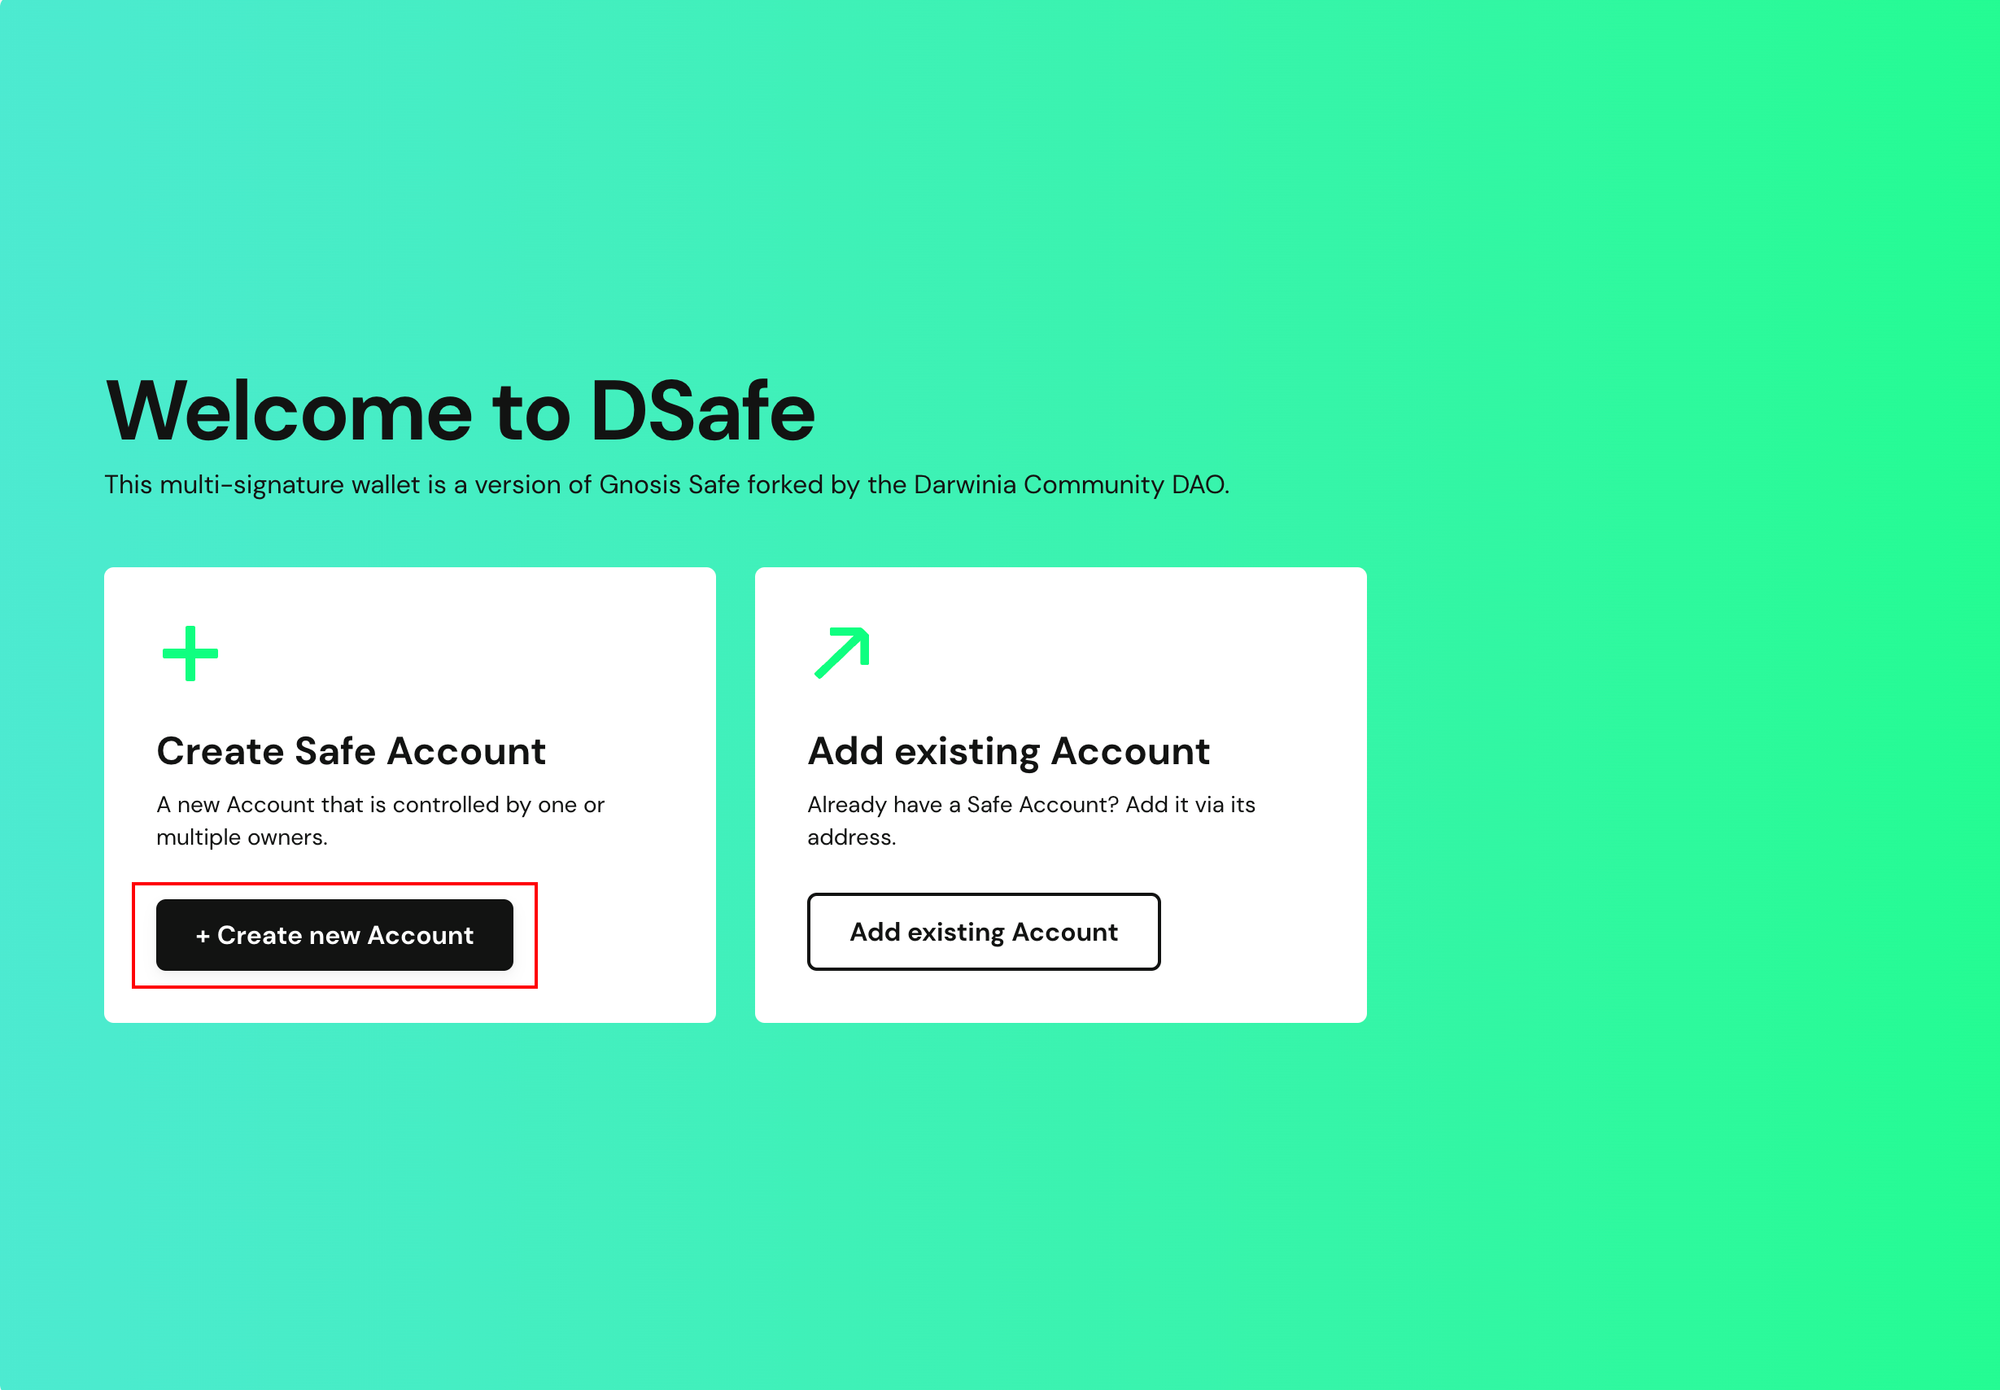 Welcome to DSafe
This multi-signature wallet is a version of Gnosis Safe forked by the Darwinia Community DAO.
Create Safe Account
A new Account that is controlled by one or
multiple owners.
+ Create new Account
Add existing Account
Already have a Safe Account? Add it via its
address.
Add existing Account